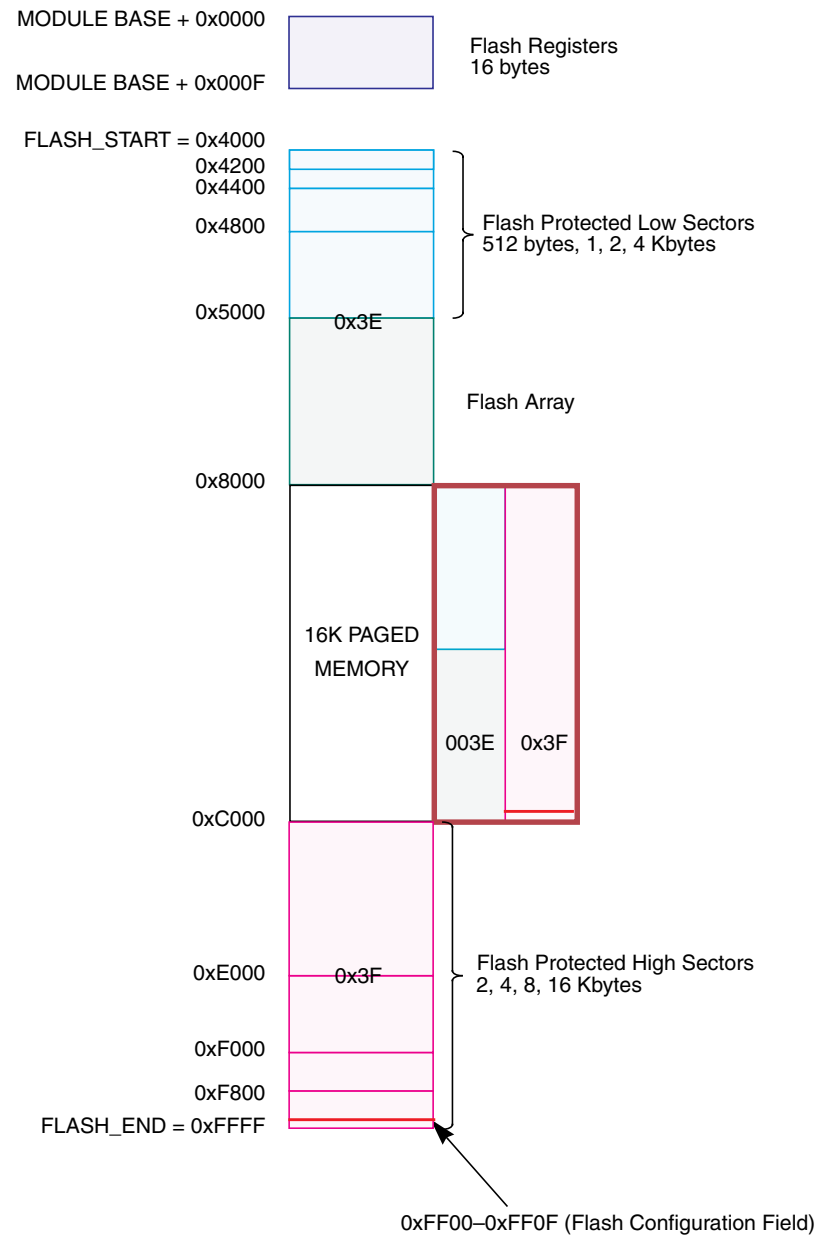 MODULE BASE + 0x0000
Flash Registers
16 bytes
MODULE BASE + 0x000F
FLASH_START = 0x4000
0x4200
0x4400
0x4800
Flash Protected Low Sectors
512 bytes, 1, 2, 4 Kbytes
0x5000
0x3E
Flash Array
0x8000
16K PAGED
MEMORY
003E
0x3F
0xC000
0xE000
0x3F
Flash Protected High Sectors
2, 4, 8, 16 Kbytes
0xF000
0xF800
FLASH_END = 0xFFFF
0xFF00–0xFF0F (Flash Configuration Field)